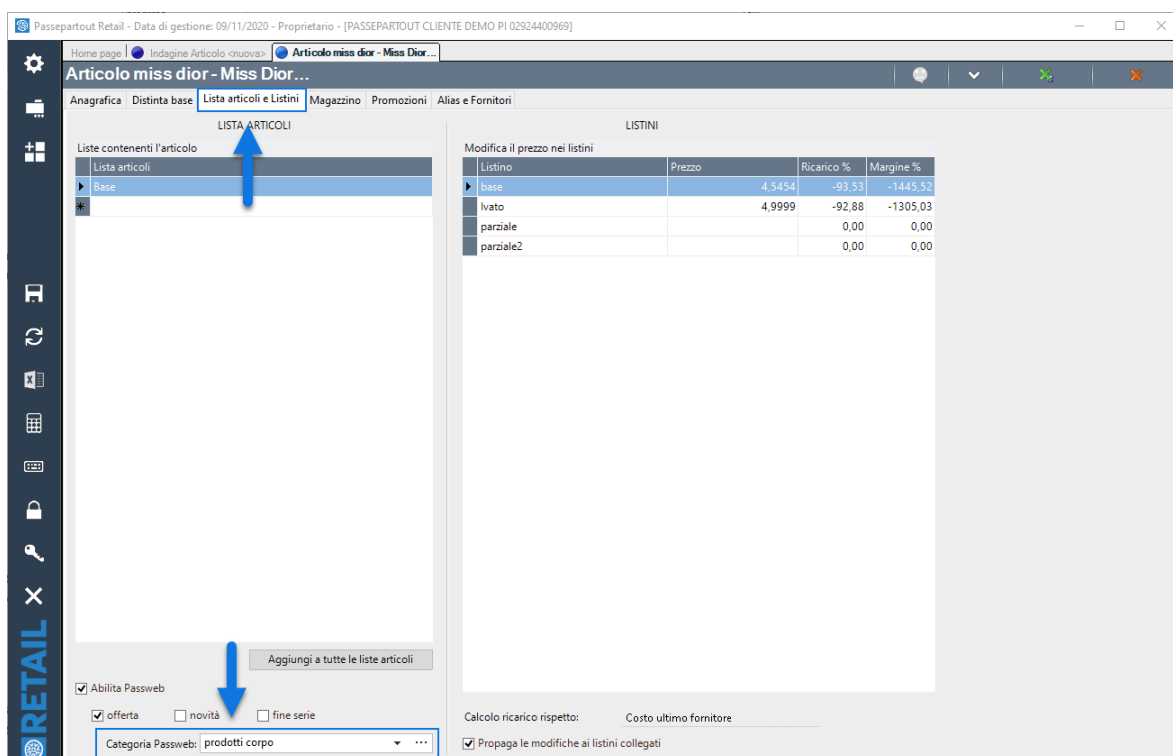 Passepartout Retail - Data di gestione: 09/11/2020 - Proprietario - [PASSEPARTOUT CLIENTE DEMO PI 02924400969]
Home page Indagine Articolo <nuova> Articolo miss dior - Miss Dior...
Articolo miss dior - Miss Dior...
Anagrafica Distinta base Lista articoli e Listini Magazzino Promozioni Alias e Fornitori
LISTA ARTICOLI LISTINI
Liste contenenti l'articolo Modifica il prezzo nei listini
Lista articoli Listino Prezzo Ricarico % Margine %
Base base 4,5454 -93,53 -1445,52
Ivato 4,9999 -92,88 -1305,03
parziale 0,00 0,00
parziale2 0,00 0,00
Aggiungi a tutte le liste articoli
Abilita Passweb
offerta novità fine serie
Calcolo ricarico rispetto: Costo ultimo fornitore
Categoria Passweb: prodotti corpo ...
Propaga le modifiche ai listini collegati
RETAIL